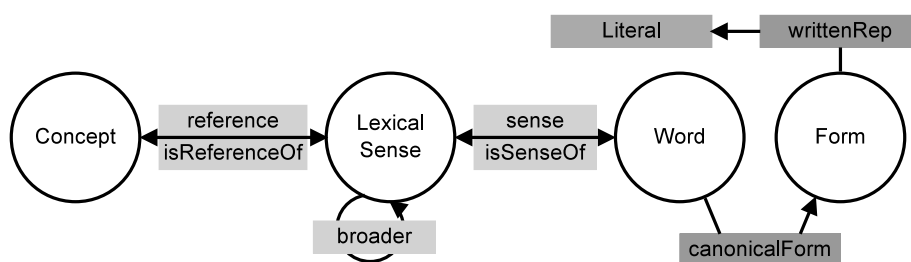 Literal
writtenRep
Concept
reference
isReferenceOf
Lexical
Sense
sense
isSenseOf
Word
Form
broader
canonicalForm